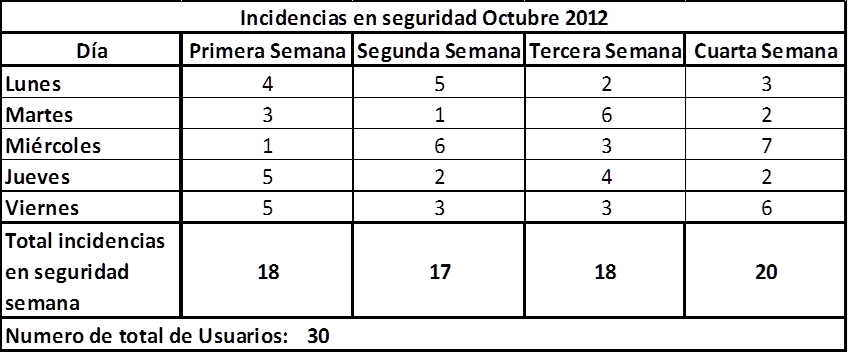 Incidencias en seguridad Octubre 2012
Día Primera Semana Segunda Semana Tercera Semana Cuarta Semana
Lunes 4 5 2 3
Martes 3 1 6 2
Miércoles 1 6 3 7
Jueves 5 2 4 2
Viernes 5 3 3 6
Total incidencias
en seguridad 18 17 18 20
semana
Numero de total de Usuarios: 30